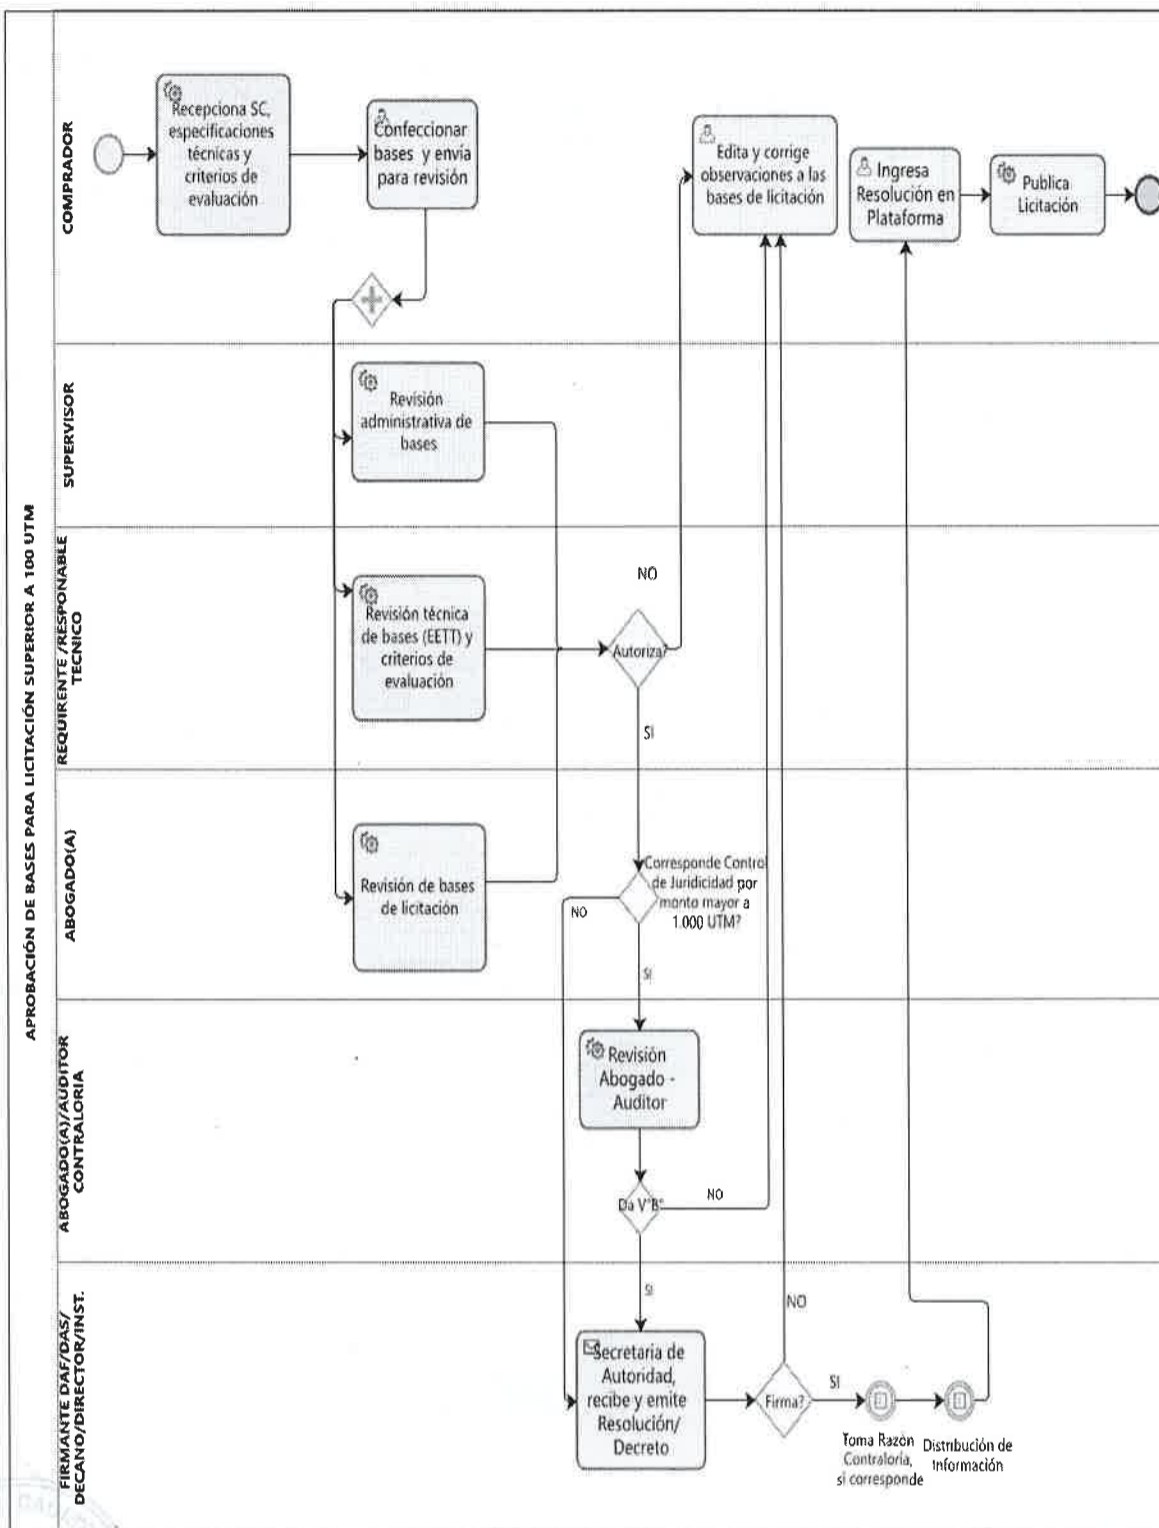 APROBACIÓN DE BASES PARA LICITACIÓN SUPERIOR A 100 UTM
COMPRADOR
Recepciona SC,
especificaciones
técnicas y
criterios de
evaluación
Confeccionar
bases y envía
para revisión
Edita y corrige
observaciones a las
bases de licitación
Ingresa
Resolución en
Plataforma
Publica
Licitación
SUPERVISOR
Revisión
administrativa de
bases
REQUIRENTE /RESPONABLE
TECNICO
Revisión técnica
de bases (EETT) y
criterios de
evaluación
Autoriza?
NO
SI
ABOGADO(A)
Revisión de bases
de licitación
Corresponde Control
de Juridicidad por
monto mayor a
1.000 UTM?
NO
SI
ABOGADO(A)/AUDITOR
CONTRALORIA
Revisión
Abogado -
Auditor
Da V°B°
NO
SI
FIRMANTE DAF/DAS/
DECANO/DIRECTOR/INST.
Secretaria de
Autoridad,
recibe y emite
Resolución/
Decreto
Firma?
NO
SI
Toma Razón
Contraloría,
si corresponde
Distribución de
Información